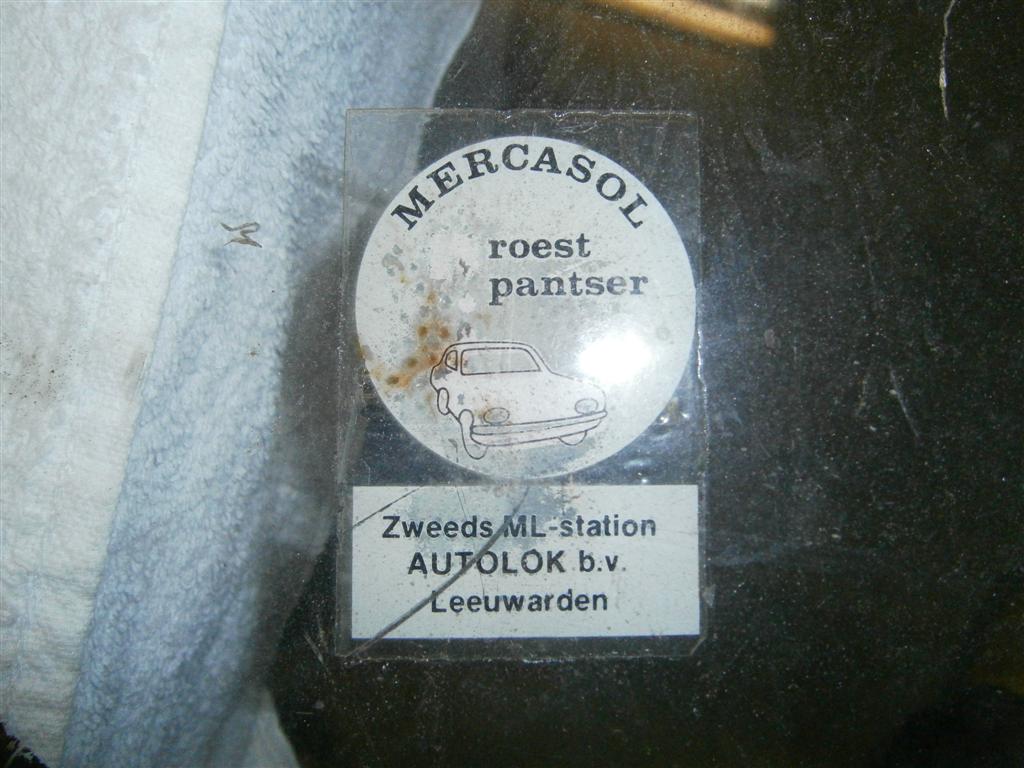 MERCASOL
roest
pantser
Zweeds ML-station
AUTOLOK b.v.
Leeuwarden